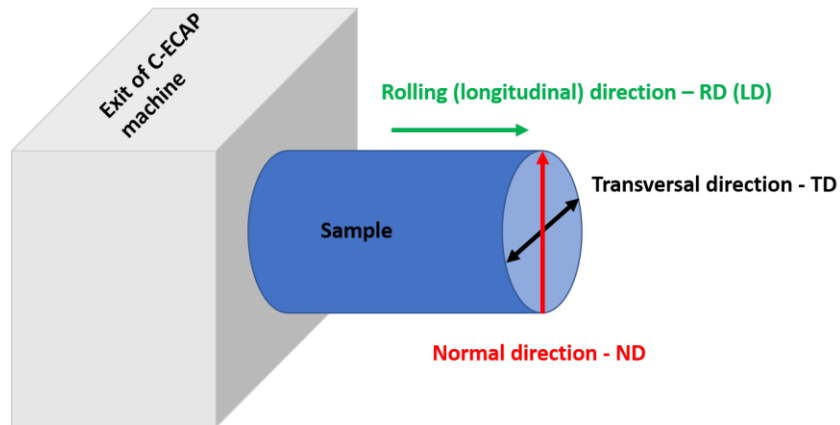 Exit of C-ECAP
machine
Rolling (longitudinal) direction – RD (LD)
Transversal direction - TD
Sample
Normal direction - ND